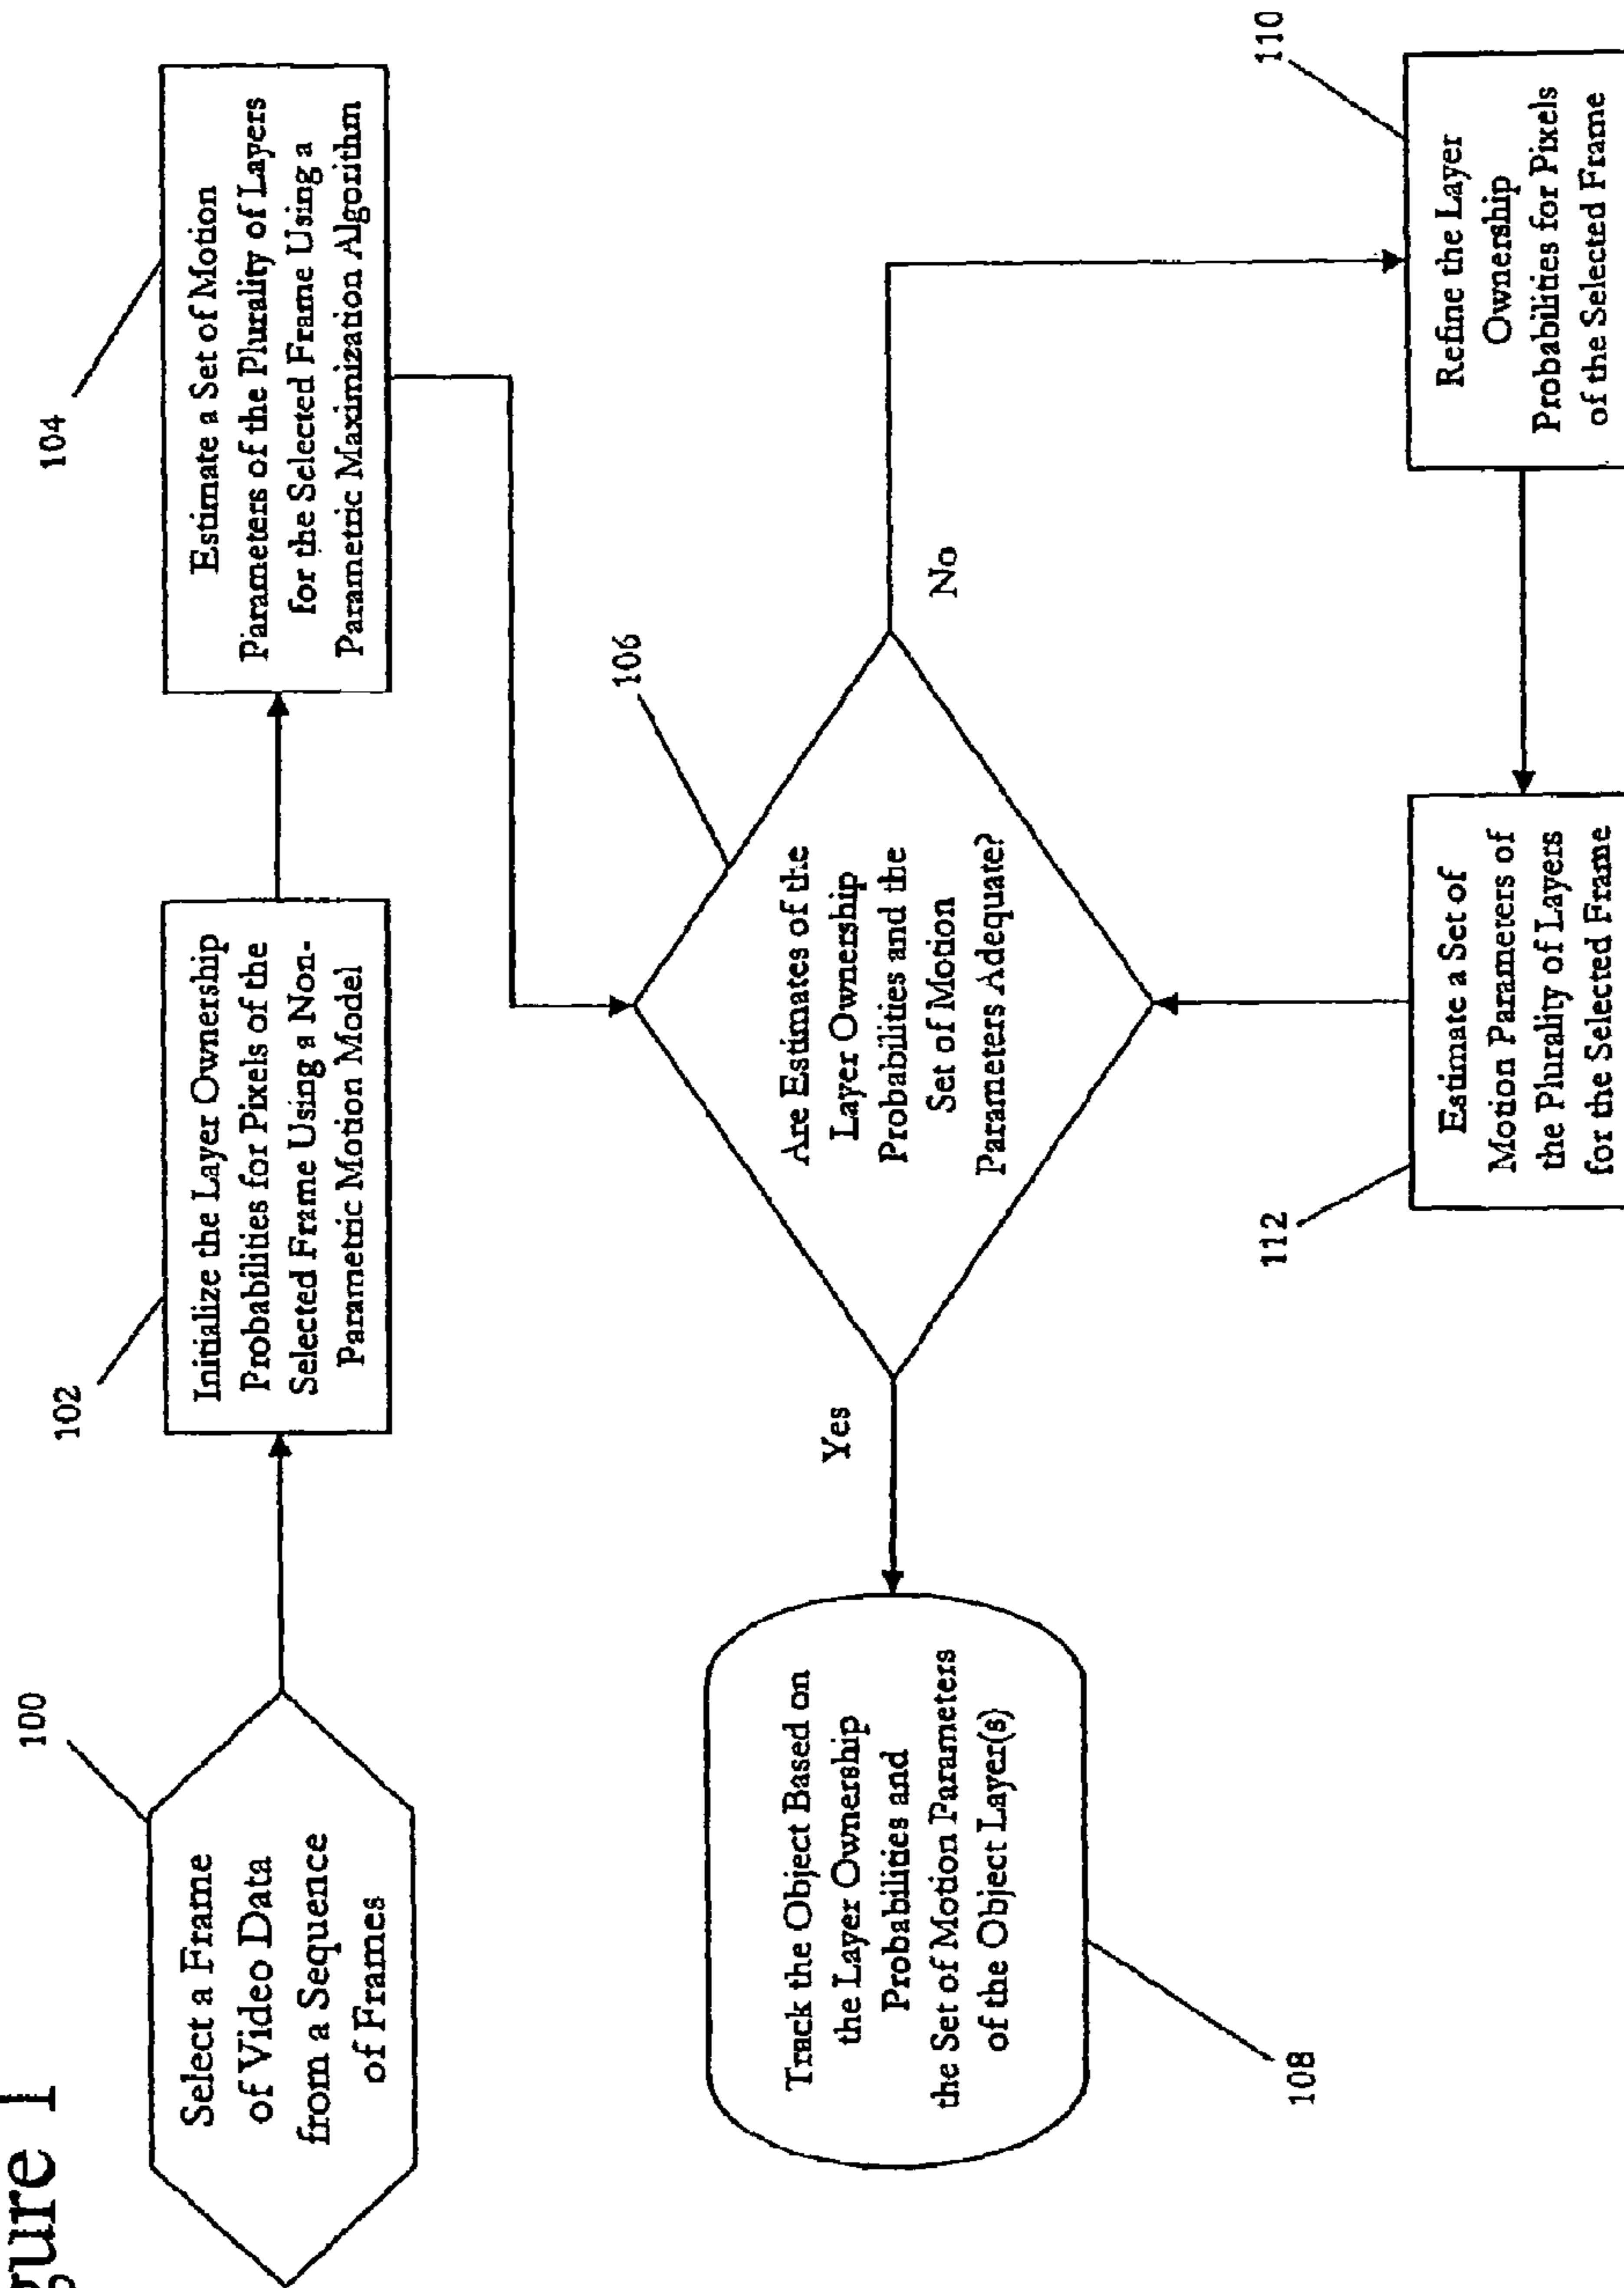 gure 1
100
Select a Frame
of Video Data
from a Sequence
of Frames
102
Initialize the Layer Ownership
Probabilities for Pixels of the
Selected Frame Using a Non-
Parametric Motion Model
104
Estimate a Set of Motion
Parameters of the Plurality of Layers
for the Selected Frame Using a
Parametric Maximization Algorithm
106
Are Estimates of the
Layer Ownership
Probabilities and the
Set of Motion
Parameters Adequate?
Yes
No
Track the Object Based on
the Layer Ownership
Probabilities and
the Set of Motion Parameters
of the Object Layer(s)
108
110
Refine the Layer
Ownership
Probabilities for Pixels
of the Selected Frame
112
Estimate a Set of
Motion Parameters of
the Plurality of Layers
for the Selected Frame